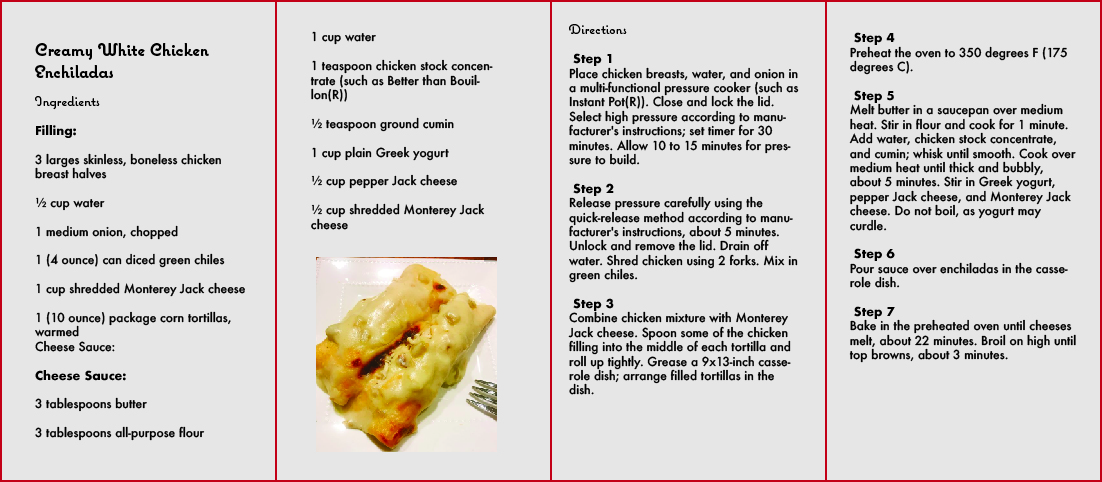 Creamy White Chicken
Enchiladas
Ingredients
Filling:
3 larges skinless, boneless chicken
breast halves
½ cup water
1 medium onion, chopped
1 (4 ounce) can diced green chiles
1 cup shredded Monterey Jack cheese
1 (10 ounce) package corn tortillas,
warmed
Cheese Sauce:
Cheese Sauce:
3 tablespoons butter
3 tablespoons all-purpose flour
1 cup water
1 teaspoon chicken stock concen-
trate (such as Better than Bouil-
lon(R))
½ teaspoon ground cumin
1 cup plain Greek yogurt
½ cup pepper Jack cheese
½ cup shredded Monterey Jack
cheese
Directions
Step 1
Place chicken breasts, water, and onion in
a multi-functional pressure cooker (such as
Instant Pot(R)). Close and lock the lid.
Select high pressure according to manu-
facturer's instructions; set timer for 30
minutes. Allow 10 to 15 minutes for pres-
sure to build.
Step 2
Release pressure carefully using the
quick-release method according to manu-
facturer's instructions, about 5 minutes.
Unlock and remove the lid. Drain off
water. Shred chicken using 2 forks. Mix in
green chiles.
Step 3
Combine chicken mixture with Monterey
Jack cheese. Spoon some of the chicken
filling into the middle of each tortilla and
roll up tightly. Grease a 9x13-inch casse-
role dish; arrange filled tortillas in the
dish.
Step 4
Preheat the oven to 350 degrees F (175
degrees C).
Step 5
Melt butter in a saucepan over medium
heat. Stir in flour and cook for 1 minute.
Add water, chicken stock concentrate,
and cumin; whisk until smooth. Cook over
medium heat until thick and bubbly,
about 5 minutes. Stir in Greek yogurt,
pepper Jack cheese, and Monterey Jack
cheese. Do not boil, as yogurt may
curdle.
Step 6
Pour sauce over enchiladas in the casse-
role dish.
Step 7
Bake in the preheated oven until cheeses
melt, about 22 minutes. Broil on high until
top browns, about 3 minutes.